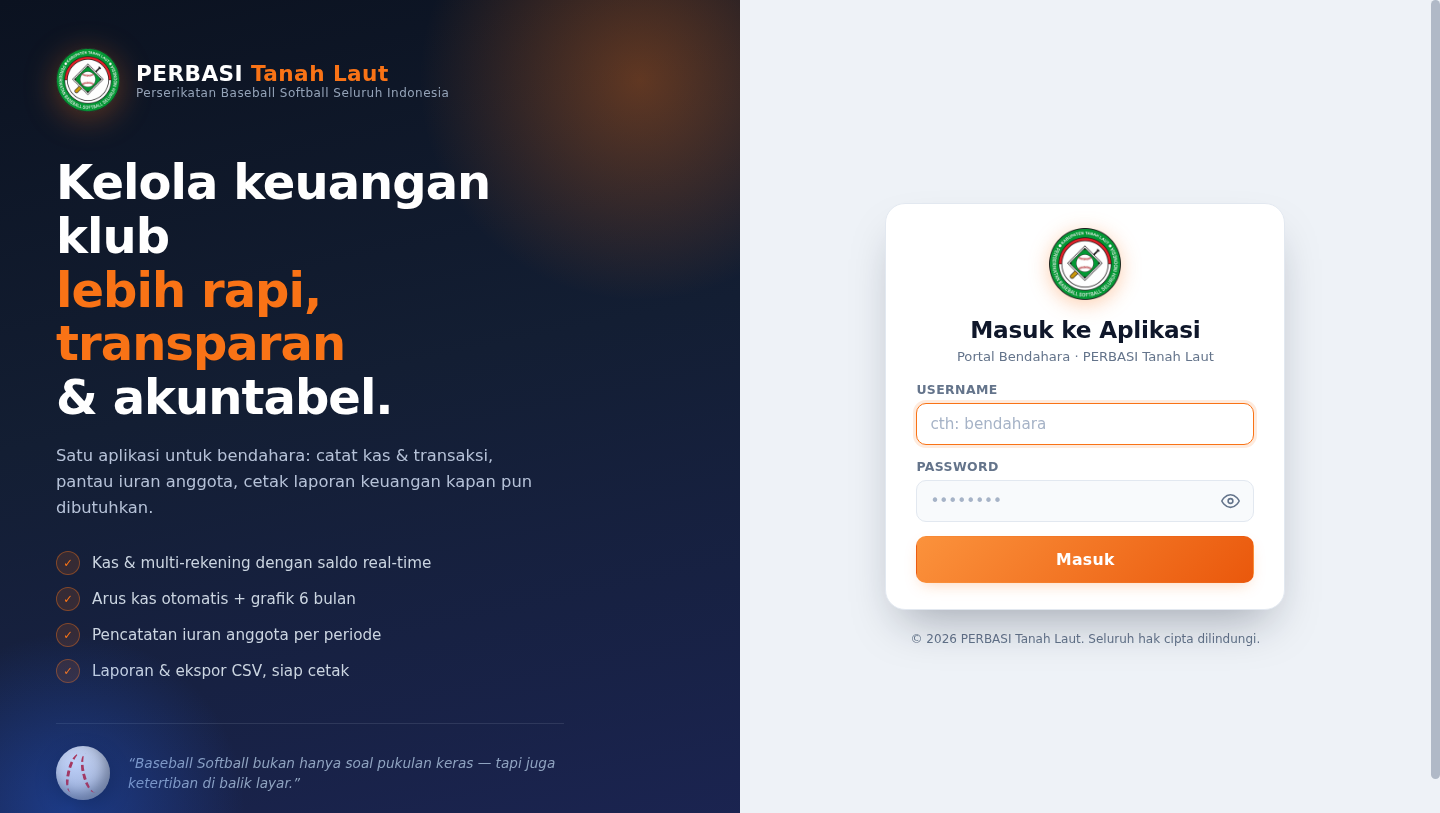 PERBASI Tanah Laut
Perserikatan Baseball Softball Seluruh Indonesia
Kelola keuangan
klub
lebih rapi,
transparan
& akuntabel.
Satu aplikasi untuk bendahara: catat kas & transaksi,
pantau iuran anggota, cetak laporan keuangan kapan pun
dibutuhkan.
✓ Kas & multi-rekening dengan saldo real-time
✓ Arus kas otomatis + grafik 6 bulan
✓ Pencatatan iuran anggota per periode
✓ Laporan & ekspor CSV, siap cetak
“Baseball Softball bukan hanya soal pukulan keras — tapi juga
ketertiban di balik layar.”
Masuk ke Aplikasi
Portal Bendahara · PERBASI Tanah Laut
USERNAME
cth: bendahara
PASSWORD
••••••••
Masuk
© 2026 PERBASI Tanah Laut. Seluruh hak cipta dilindungi.